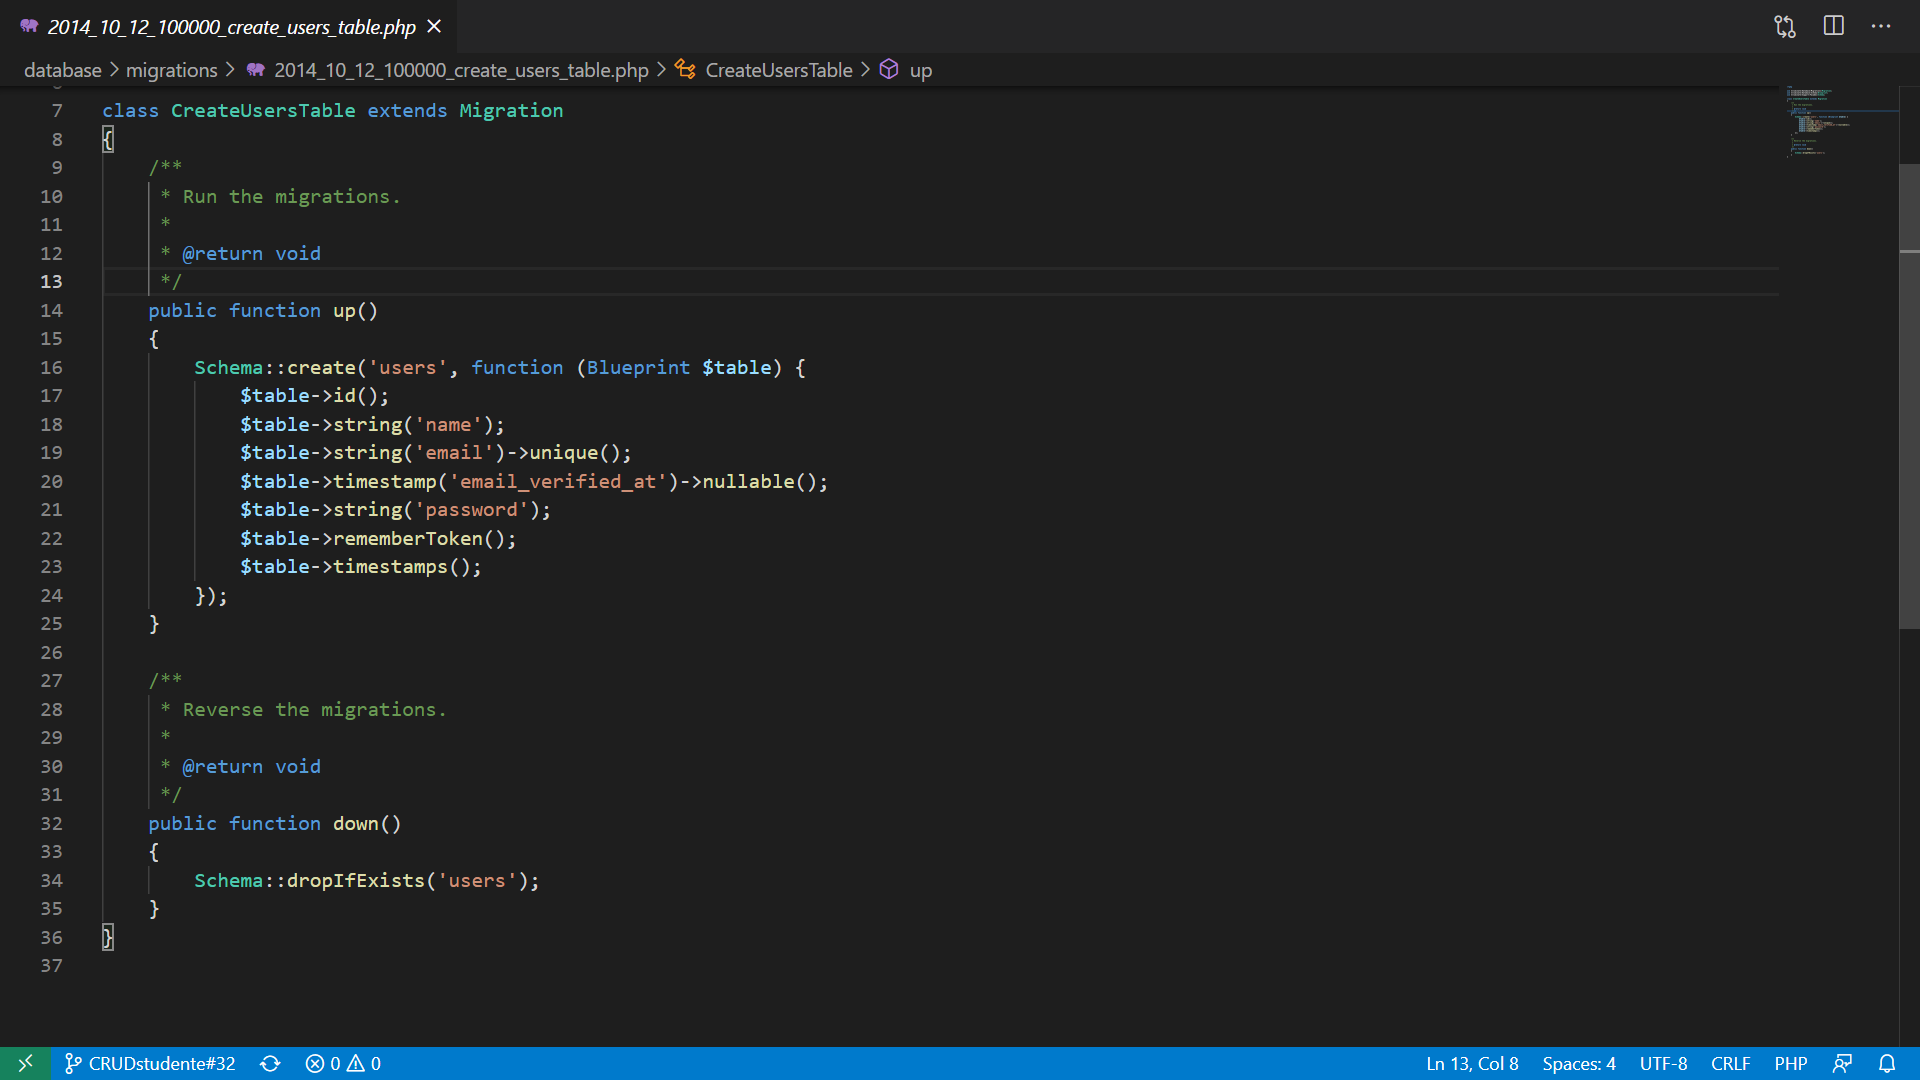 2014_10_12_100000_create_users_table.php
database > migrations > 2014_10_12_100000_create_users_table.php > CreateUsersTable > up
7 class CreateUsersTable extends Migration
8 {
9     /**
10      * Run the migrations.
11      *
12      * @return void
13      */
14     public function up()
15     {
16         Schema::create('users', function (Blueprint $table) {
17             $table->id();
18             $table->string('name');
19             $table->string('email')->unique();
20             $table->timestamp('email_verified_at')->nullable();
21             $table->string('password');
22             $table->rememberToken();
23             $table->timestamps();
24         });
25     }
26
27     /**
28      * Reverse the migrations.
29      *
30      * @return void
31      */
32     public function down()
33     {
34         Schema::dropIfExists('users');
35     }
36 }
37
CRUDstudente#32 0 0 Ln 13, Col 8 Spaces: 4 UTF-8 CRLF PHP